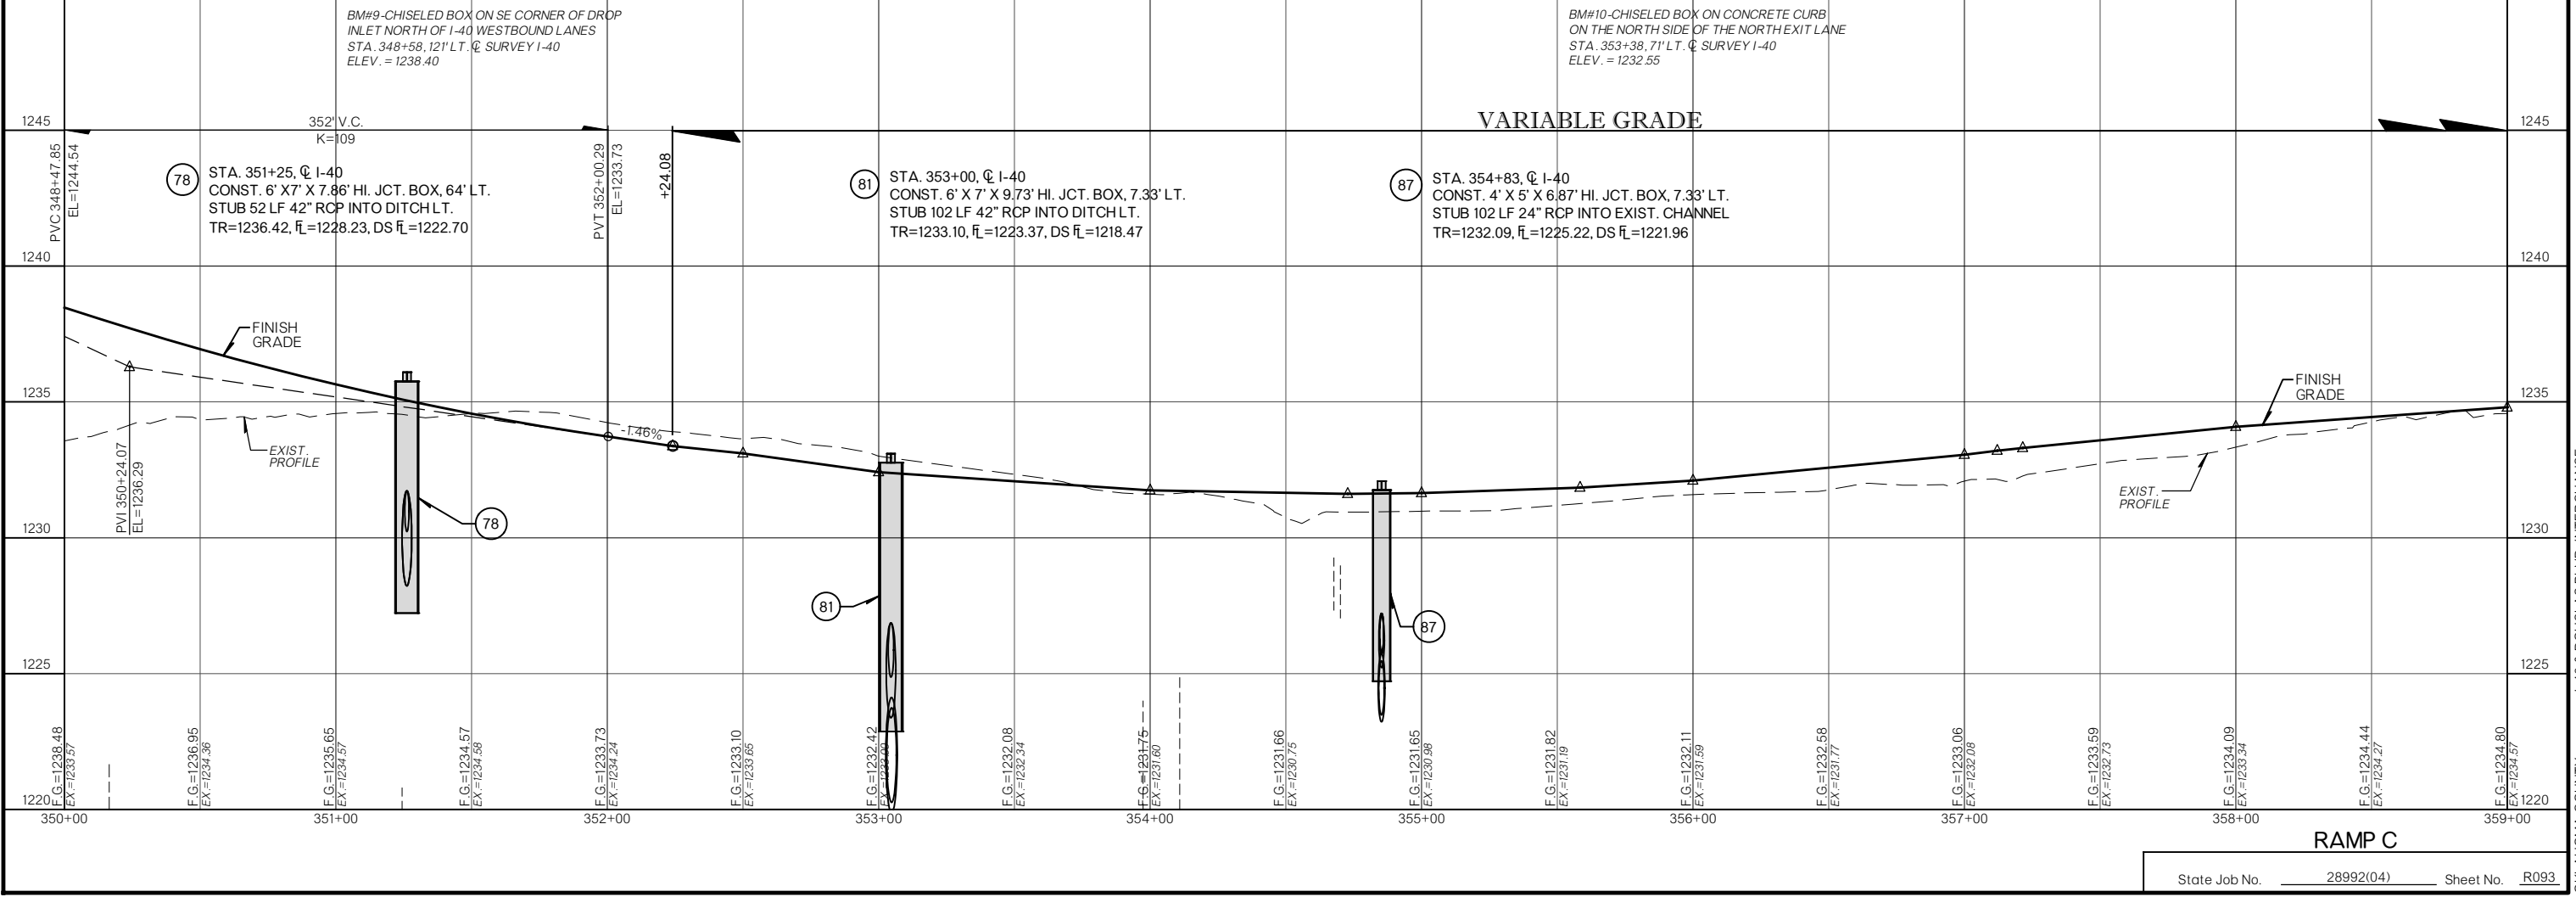 BM#9-CHISELED BOX ON SE CORNER OF DROP
INLET NORTH OF I-40 WESTBOUND LANES
STA. 348+58, 121' LT. ℄ SURVEY I-40
ELEV. = 1238.40
BM#10-CHISELED BOX ON CONCRETE CURB
ON THE NORTH SIDE OF THE NORTH EXIT LANE
STA. 353+38, 71' LT. ℄ SURVEY I-40
ELEV. = 1232.55
1245
352' V.C.
K=109
VARIABLE GRADE
1245
PVC 348+47.85
EL=1244.54
78
STA. 351+25, ℄ I-40
CONST. 6' X7' X 7.86' HI. JCT. BOX, 64' LT.
STUB 52 LF 42" RCP INTO DITCH LT.
TR=1236.42, FL=1228.23, DS FL=1222.70
PVT 352+00.29
EL=1233.73
+24.08
81
STA. 353+00, ℄ I-40
CONST. 6' X 7' X 9.73' HI. JCT. BOX, 7.33' LT.
STUB 102 LF 42" RCP INTO DITCH LT.
TR=1233.10, FL=1223.37, DS FL=1218.47
87
STA. 354+83, ℄ I-40
CONST. 4' X 5' X 6.87' HI. JCT. BOX, 7.33' LT.
STUB 102 LF 24" RCP INTO EXIST. CHANNEL
TR=1232.09, FL=1225.22, DS FL=1221.96
1240
1240
FINISH
GRADE
1235
FINISH
GRADE
1235
-1.46%
EXIST.
PROFILE
PVI 350+24.07
EL=1236.29
EXIST.
PROFILE
1230
78
1230
81
87
1225
1225
F.G.=1238.48
EX.=1233.57
F.G.=1236.95
EX.=1234.36
F.G.=1235.65
EX.=1234.57
F.G.=1234.57
EX.=1234.58
F.G.=1233.73
EX.=1234.24
F.G.=1233.10
EX.=1233.65
F.G.=1232.42
F.G.=1232.08
EX.=1232.34
F.G.=1231.75
EX.=1231.60
F.G.=1231.66
EX.=1230.75
F.G.=1231.65
EX.=1230.98
F.G.=1231.82
EX.=1231.19
F.G.=1232.11
EX.=1231.59
F.G.=1232.58
EX.=1231.77
F.G.=1233.06
EX.=1232.08
F.G.=1233.59
EX.=1232.73
F.G.=1234.09
EX.=1233.34
F.G.=1234.44
EX.=1234.27
F.G.=1234.80
EX.=1234.57
1220
1220
350+00
351+00
352+00
353+00
354+00
355+00
356+00
357+00
358+00
359+00
RAMP C
State Job No. 28992(04) Sheet No. R093